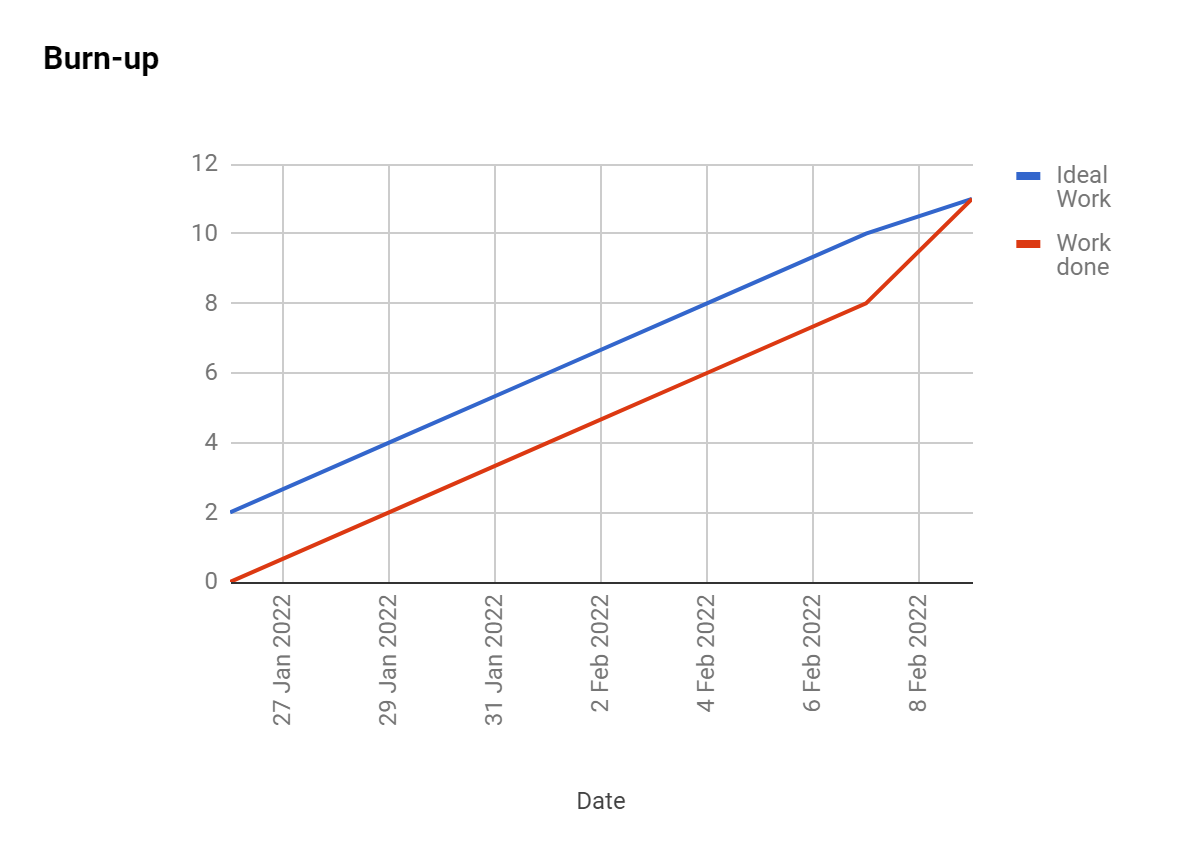 Burn-up
12
10
8
6
4
2
0
Ideal
Work
Work
done
27 Jan 2022
29 Jan 2022
31 Jan 2022
2 Feb 2022
4 Feb 2022
6 Feb 2022
8 Feb 2022
Date